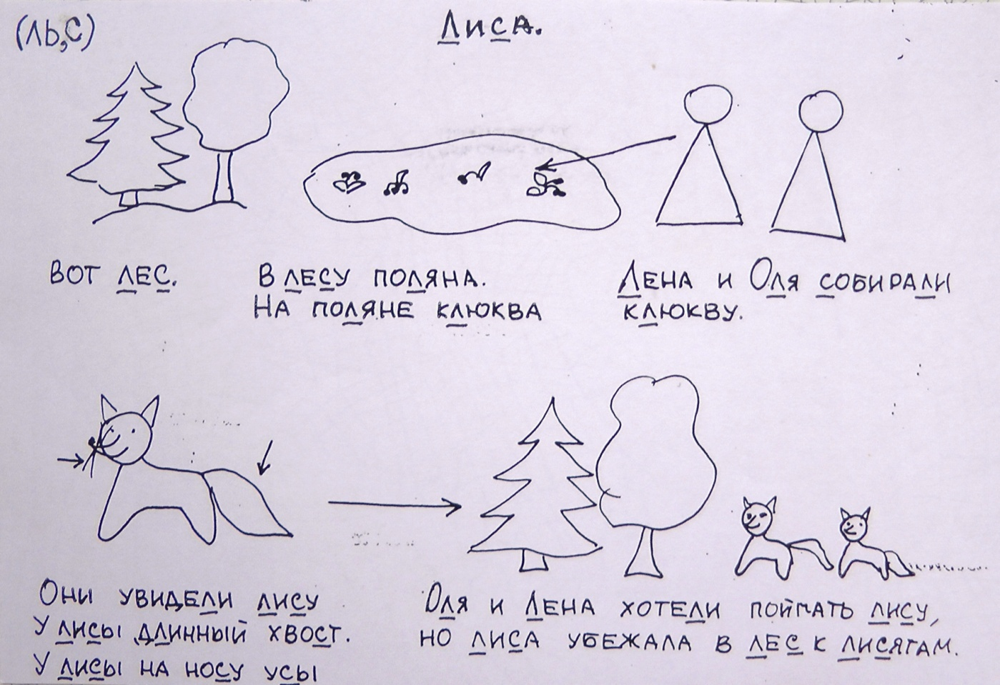 (ЛЬ,С)
ЛИСА.
ВОТ ЛЕС.
В ЛЕСУ ПОЛЯНА.
НА ПОЛЯНЕ КЛЮКВА
ЛЕНА И ОЛЯ СОБИРАЛИ
КЛЮКВУ.
ОНИ УВИДЕЛИ ЛИСУ
У ЛИСЫ ДЛИННЫЙ ХВОСТ.
У ЛИСЫ НА НОСУ УСЫ
ОЛЯ И ЛЕНА ХОТЕЛИ ПОЙМАТЬ ЛИСУ,
НО ЛИСА УБЕЖАЛА В ЛЕС К ЛИСЯТАМ.